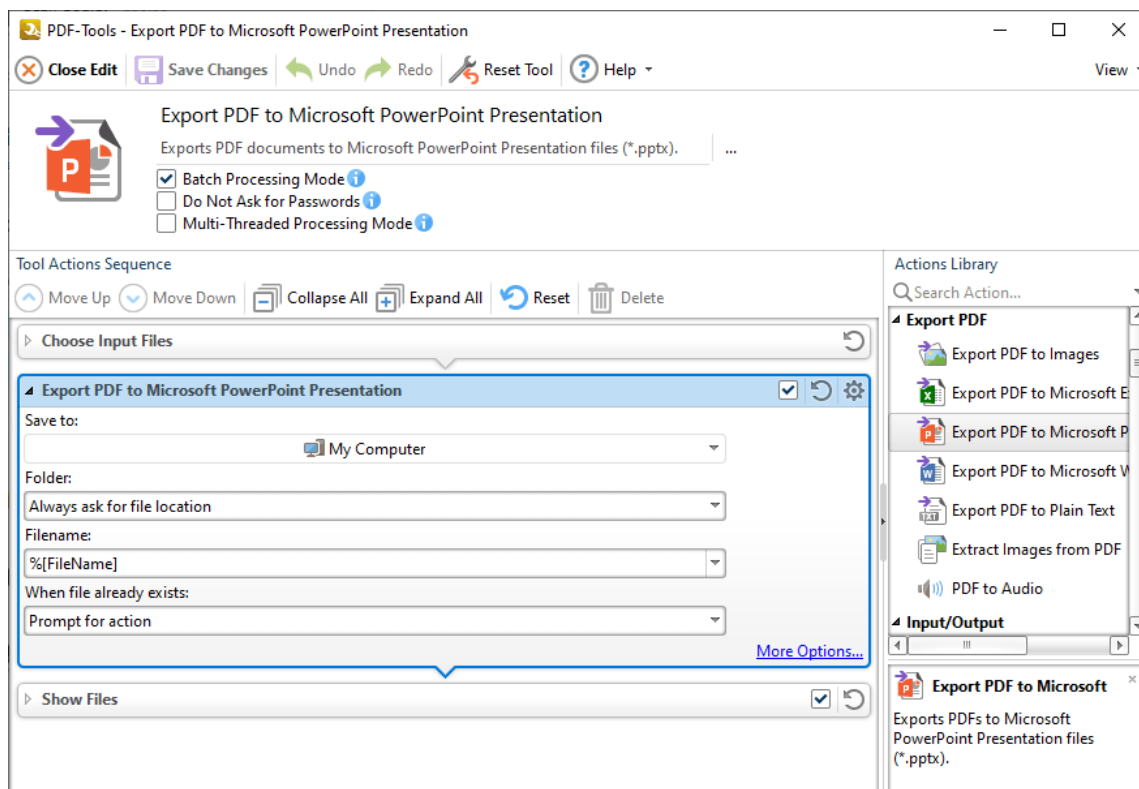 PDF-Tools - Export PDF to Microsoft PowerPoint Presentation
Close Edit Save Changes Undo Redo Reset Tool ? Help View
Export PDF to Microsoft PowerPoint Presentation
Exports PDF documents to Microsoft PowerPoint Presentation files (*.pptx). ...
Batch Processing Mode
Do Not Ask for Passwords
Multi-Threaded Processing Mode
Tool Actions Sequence
Move Up Move Down Collapse All Expand All Reset Delete
Choose Input Files
Export PDF to Microsoft PowerPoint Presentation
Save to:
My Computer
Folder:
Always ask for file location
Filename:
%[FileName]
When file already exists:
Prompt for action
More Options...
Show Files
Actions Library
Search Action...
Export PDF
Export PDF to Images
Export PDF to Microsoft E
Export PDF to Microsoft P
Export PDF to Microsoft W
Export PDF to Plain Text
Extract Images from PDF
PDF to Audio
Input/Output
Export PDF to Microsoft
Exports PDFs to Microsoft
PowerPoint Presentation files
(*.pptx).